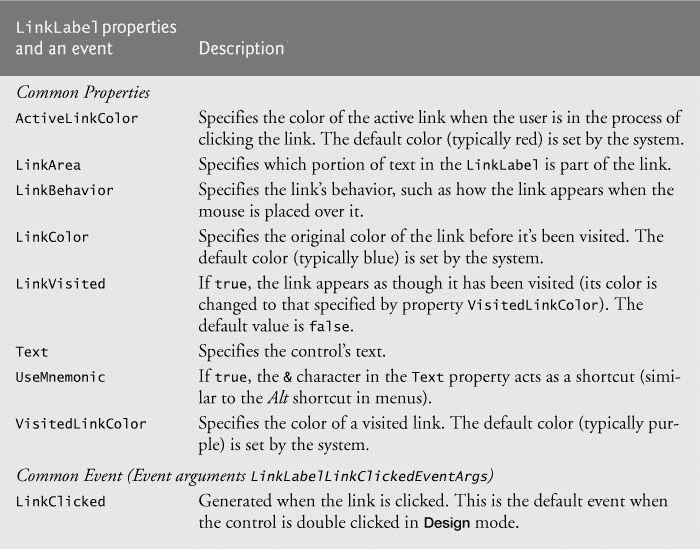 LinkLabel properties
and an event Description
Common Properties
ActiveLinkColor Specifies the color of the active link when the user is in the process of
clicking the link. The default color (typically red) is set by the system.
LinkArea Specifies which portion of text in the LinkLabel is part of the link.
LinkBehavior Specifies the link’s behavior, such as how the link appears when the
mouse is placed over it.
LinkColor Specifies the original color of the link before it’s been visited. The
default color (typically blue) is set by the system.
LinkVisited If true, the link appears as though it has been visited (its color is
changed to that specified by property VisitedLinkColor). The
default value is false.
Text Specifies the control’s text.
UseMnemonic If true, the & character in the Text property acts as a shortcut (simi-
lar to the Alt shortcut in menus).
VisitedLinkColor Specifies the color of a visited link. The default color (typically pur-
ple) is set by the system.
Common Event (Event arguments LinkLabelLinkClickedEventArgs)
LinkClicked Generated when the link is clicked. This is the default event when
the control is double clicked in Design mode.